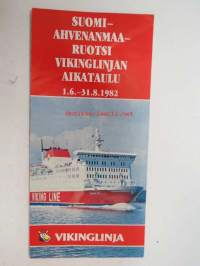 SUOMI-
AHVENANMAA-
RUOTSI
VIKINGLINJAN
AIKATAULU
1.6.-31.8.1982
VIKING LINE
VIKINGLINJA